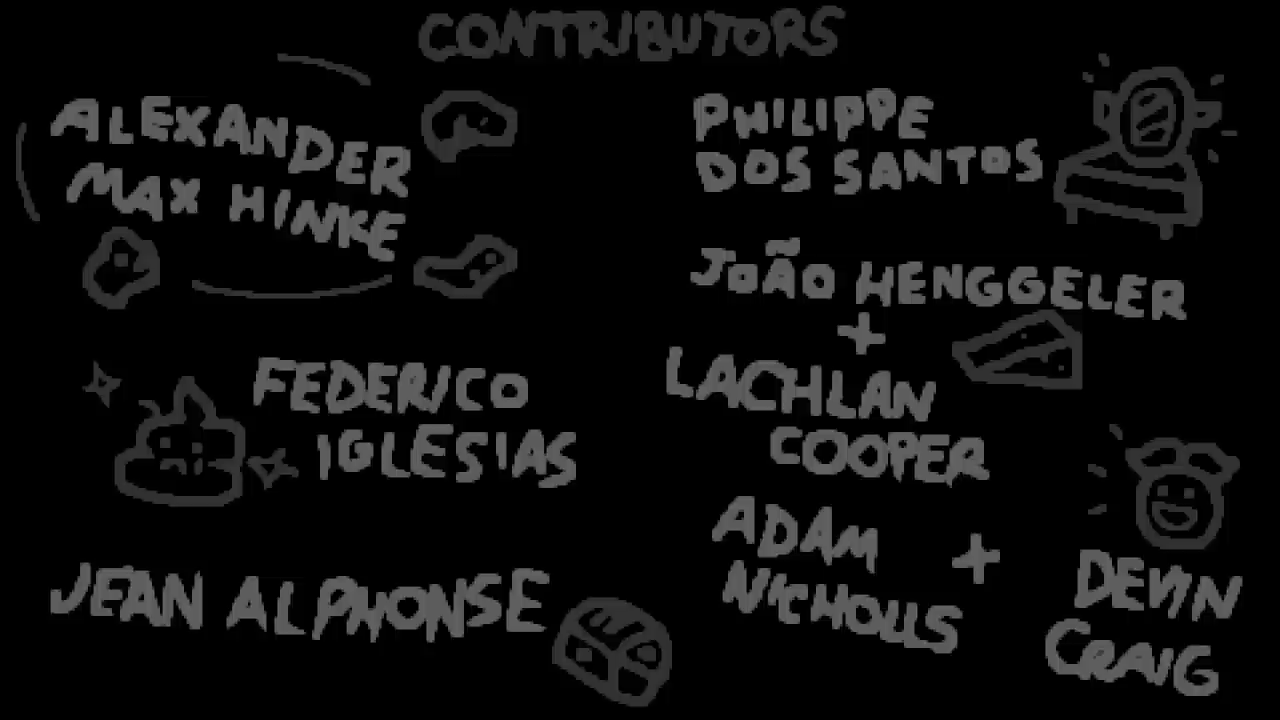 CONTRIBUTORS
ALEXANDER
MAX HINKE
FEDERICO
IGLESIAS
JEAN ALPHONSE
PHILIPPE
DOS SANTOS
JOÃO HENGGELER
+
LACHLAN
COOPER
ADAM
NICHOLLS
+
DEVIN
CRAIG